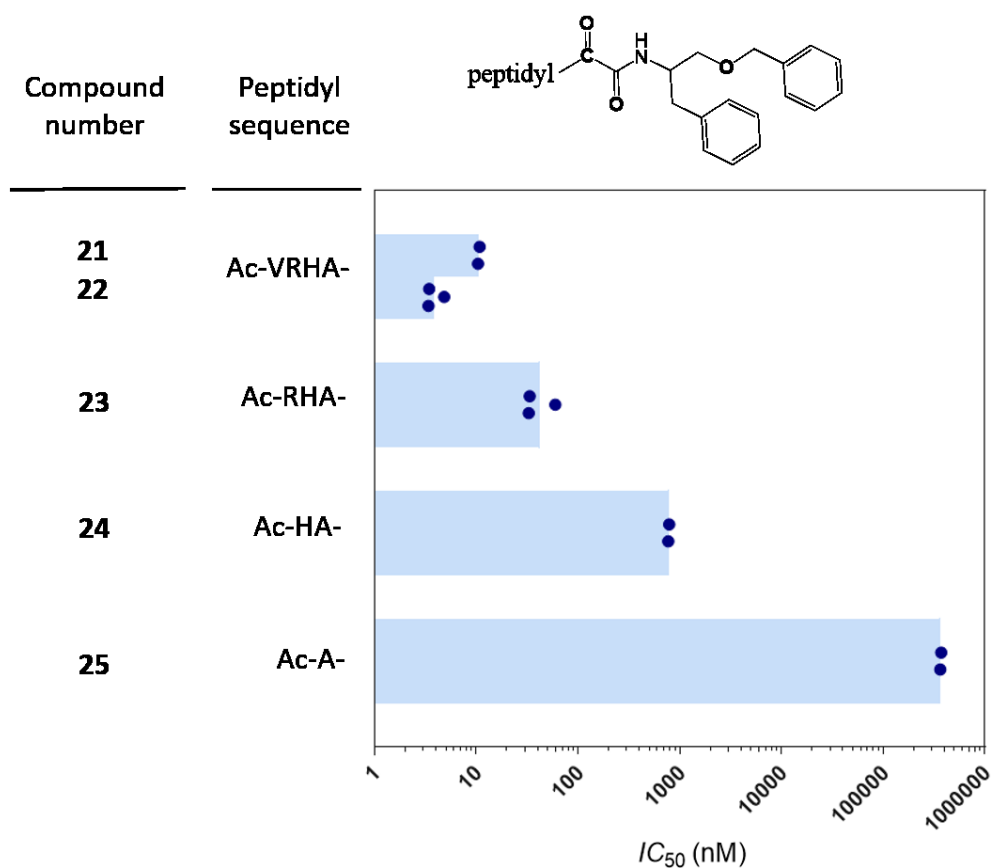 Compound
number
Peptidyl
sequence
O
C
H
N
O
peptidyl
O
21
22
Ac-VRHA-
23
Ac-RHA-
24
Ac-HA-
25
Ac-A-
1
10
100
1000
10000
100000
1000000
IC50 (nM)